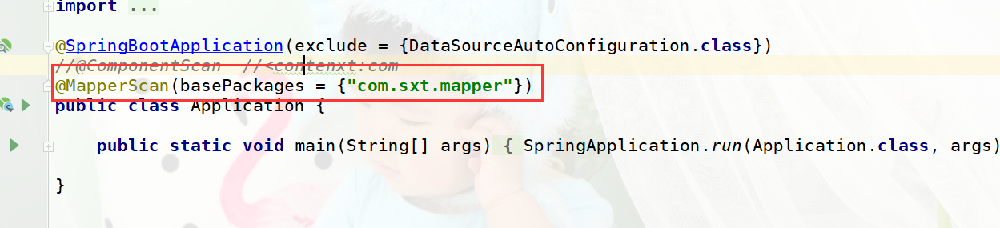 import ...
@SpringBootApplication(exclude = {DataSourceAutoConfiguration.class})
//@ComponentScan  //<contenxt:com
@MapperScan(basePackages = {"com.sxt.mapper"})
public class Application {
public static void main(String[] args) { SpringApplication.run(Application.class, args)
}